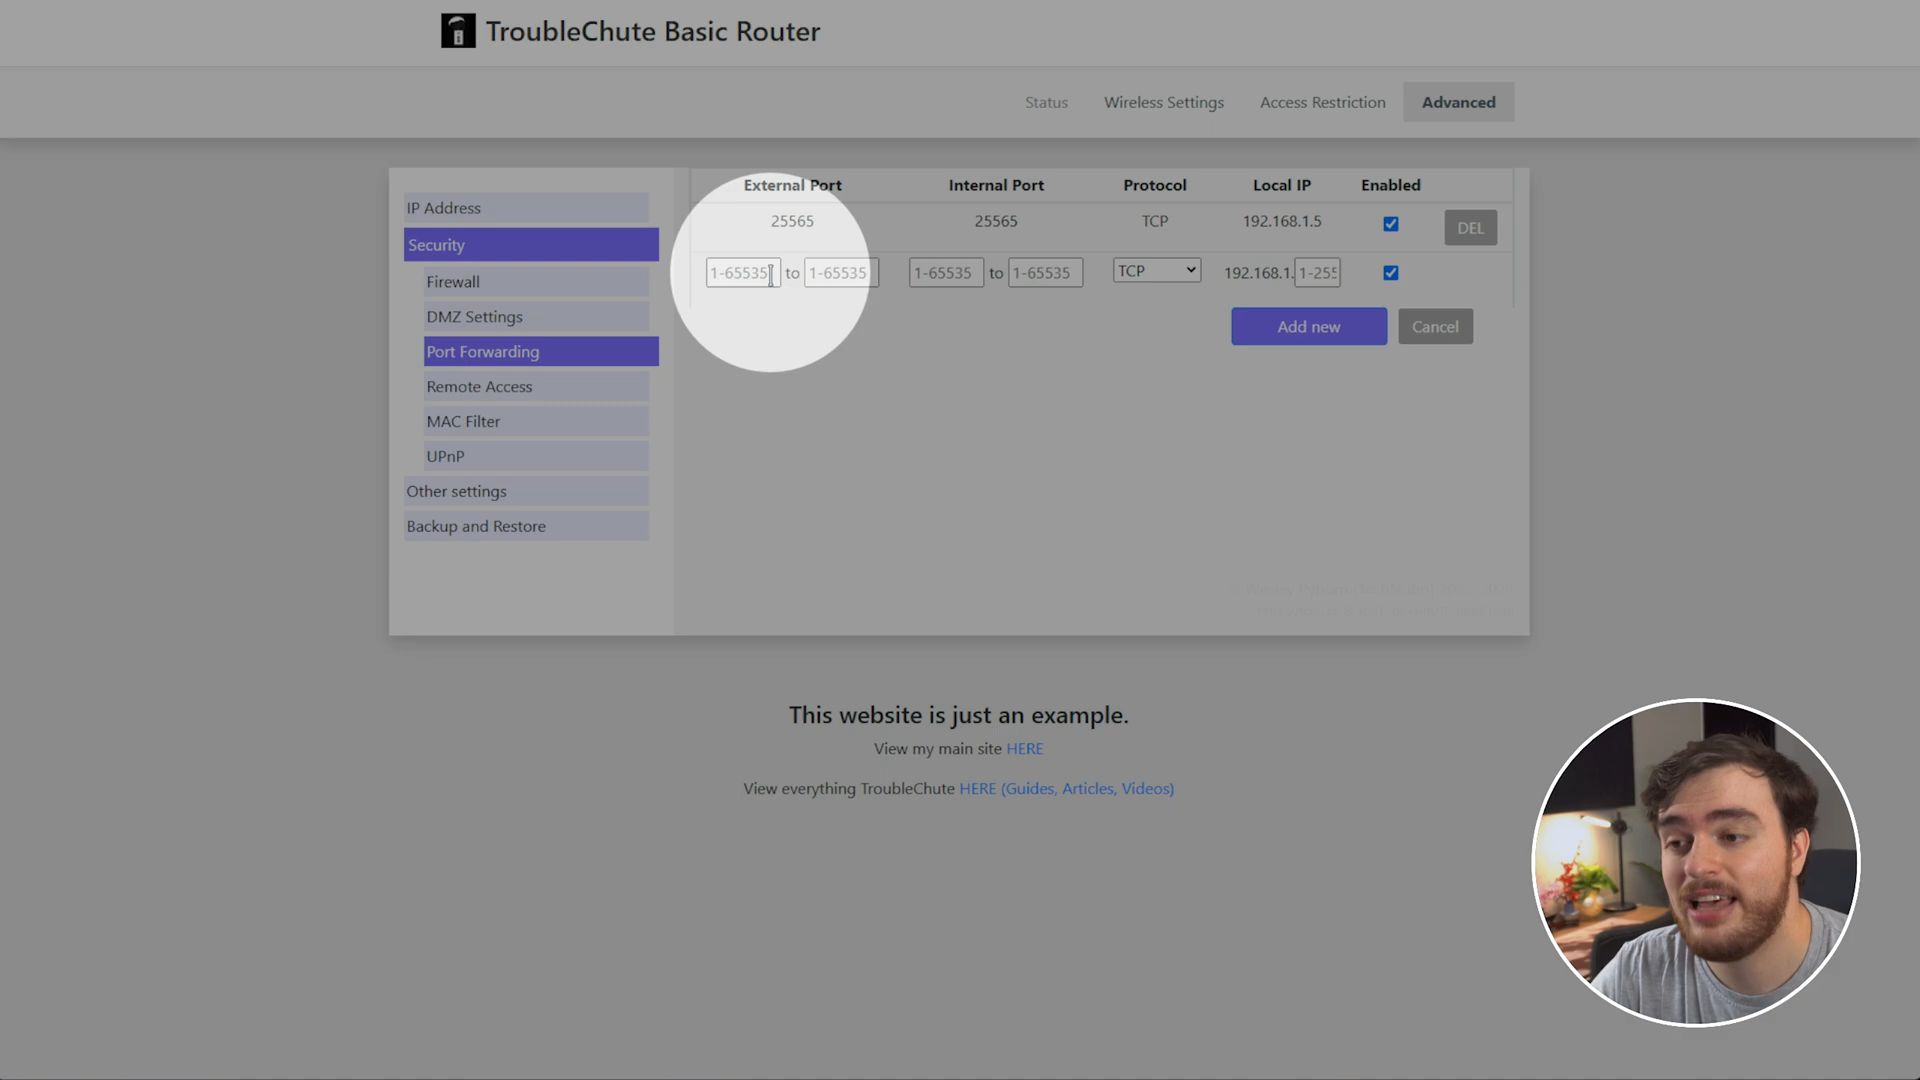 TroubleChute Basic Router
Status Wireless Settings Access Restriction Advanced
IP Address
Security
Firewall
DMZ Settings
Port Forwarding
Remote Access
MAC Filter
UPnP
Other settings
Backup and Restore
External Port Internal Port Protocol Local IP Enabled
25565 25565 TCP 192.168.1.5 DEL
1-65535 to 1-65535 1-65535 to 1-65535 TCP 192.168.1. 1-255
Add new Cancel
This website is just an example.
View my main site HERE
View everything TroubleChute HERE (Guides, Articles, Videos)